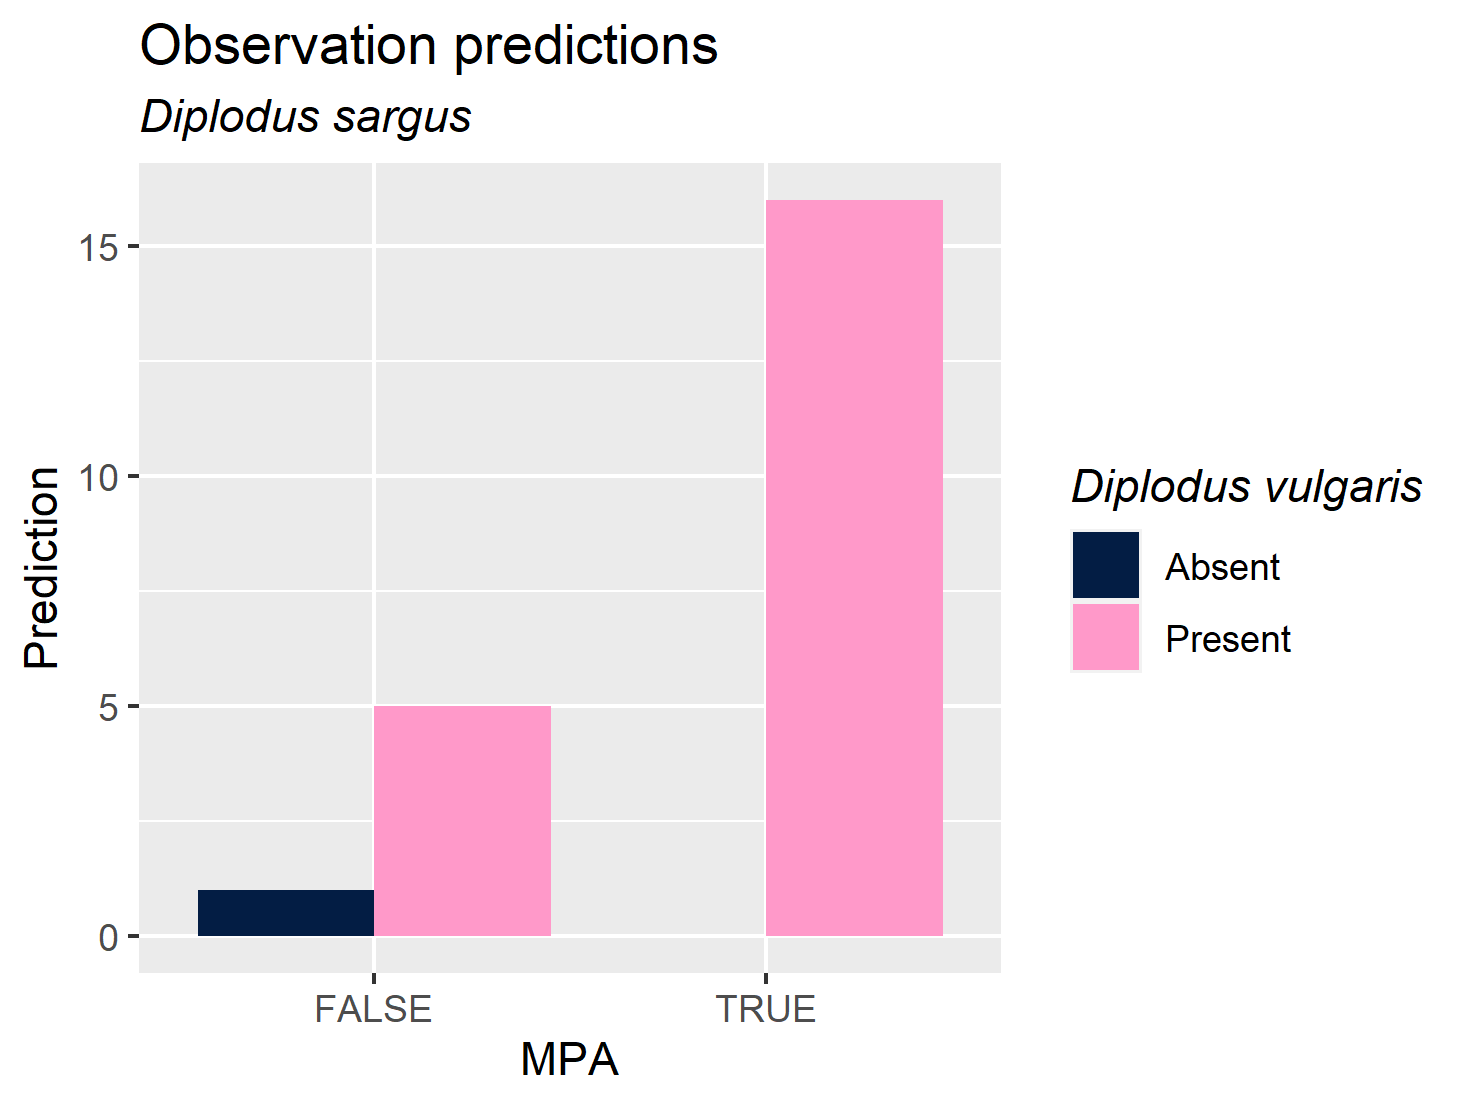 Observation predictions
Diplodus sargus
15
10
5
0
Prediction
FALSE
TRUE
MPA
Diplodus vulgaris
Absent
Present